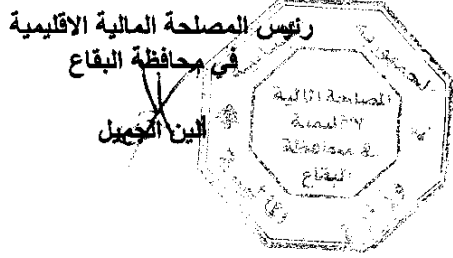 رئيس المصلحة المالية الاقليمية
في محافظة البقاع
الين الجميل
المصلحة المالية
الاقليمية
في محافظة
البقاع